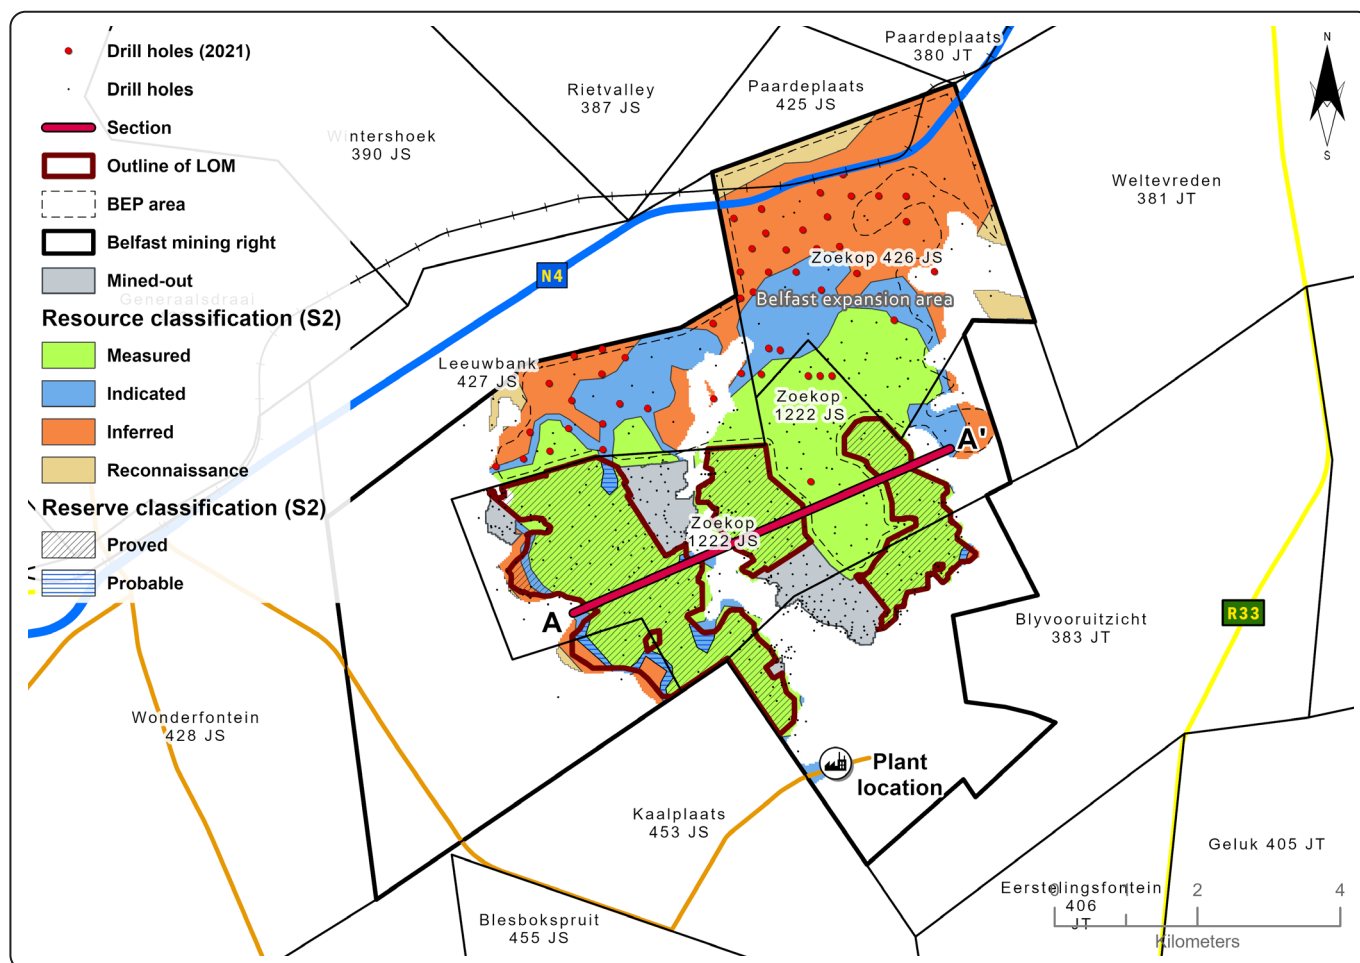 Drill holes (2021)
Drill holes
Section
Outline of LOM
BEP area
Belfast mining right
Mined-out
Resource classification (S2)
Measured
Indicated
Inferred
Reconnaissance
Reserve classification (S2)
Proved
Probable
Paardeplaats
380 JT
Rietvalley
387 JS
Paardeplaats
425 JS
Wintershoek
390 JS
N
S
Weltevreden
381 JT
N4
Zoekop 426 JS
Generaalsdraai
Belfast expansion area
Leeuwbank
427 JS
Zoekop
1222 JS
A'
Zoekop
1222 JS
A
Blyvooruitzicht
383 JT
R33
Wonderfontein
428 JS
Plant
location
Kaalplaats
453 JS
Geluk 405 JT
Eerstelingsfontein
406
JT
0 1 2 4
Kilometers
Blesbokspruit
455 JS